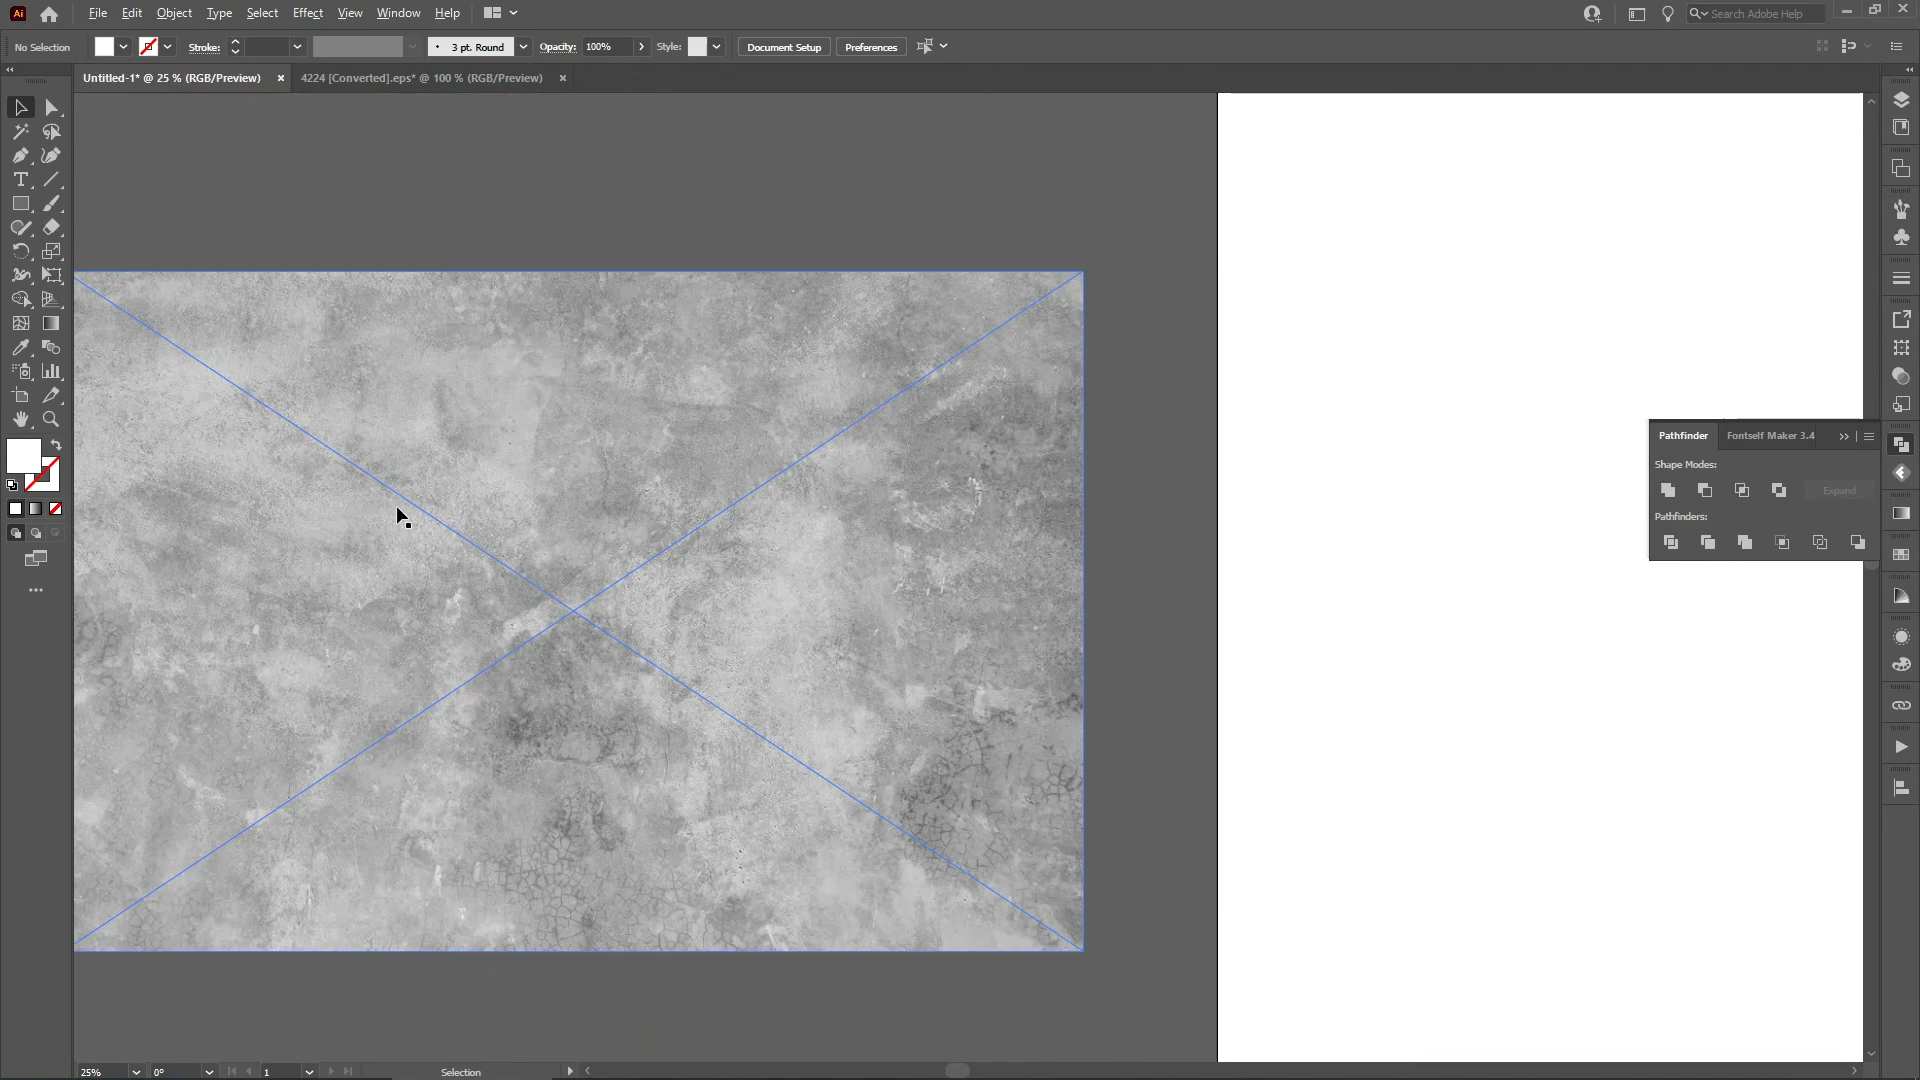 Ai File Edit Object Type Select Effect View Window Help Search Adobe Help
No Selection Stroke: 3 pt. Round Opacity: 100% Style: Document Setup Preferences
Untitled-1* @ 25 % (RGB/Preview) × 4224 [Converted].eps* @ 100 % (RGB/Preview) ×
Pathfinder Fontself Maker 3.4
Shape Modes:
Expand
Pathfinders:
25% 0° 1 Selection